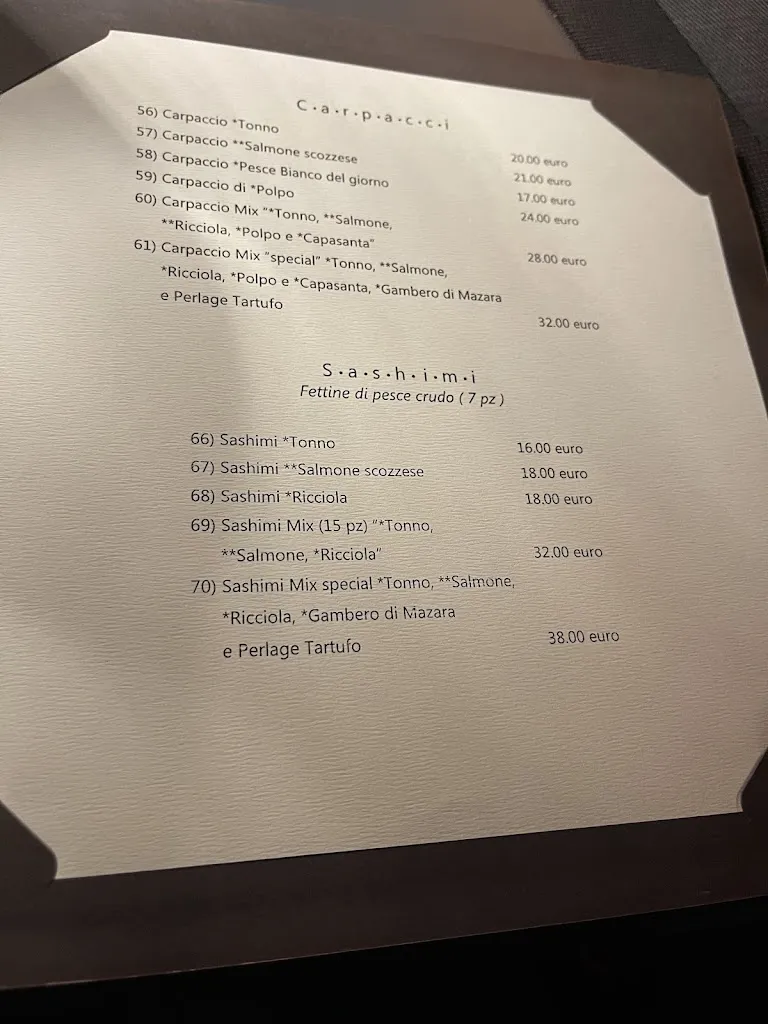 C·a·r·p·a·c·c·i
56) Carpaccio *Tonno 20.00 euro
57) Carpaccio **Salmone scozzese 21.00 euro
58) Carpaccio *Pesce Bianco del giorno 17.00 euro
59) Carpaccio di *Polpo 24.00 euro
60) Carpaccio Mix "*Tonno, **Salmone,
**Ricciola, *Polpo e *Capasanta" 28.00 euro
61) Carpaccio Mix "special" *Tonno, **Salmone,
*Ricciola, *Polpo e *Capasanta, *Gambero di Mazara
e Perlage Tartufo 32.00 euro
S·a·s·h·i·m·i
Fettine di pesce crudo ( 7 pz )
66) Sashimi *Tonno 16.00 euro
67) Sashimi **Salmone scozzese 18.00 euro
68) Sashimi *Ricciola 18.00 euro
69) Sashimi Mix (15 pz) "*Tonno,
**Salmone, *Ricciola" 32.00 euro
70) Sashimi Mix special *Tonno, **Salmone,
*Ricciola, *Gambero di Mazara
e Perlage Tartufo 38.00 euro